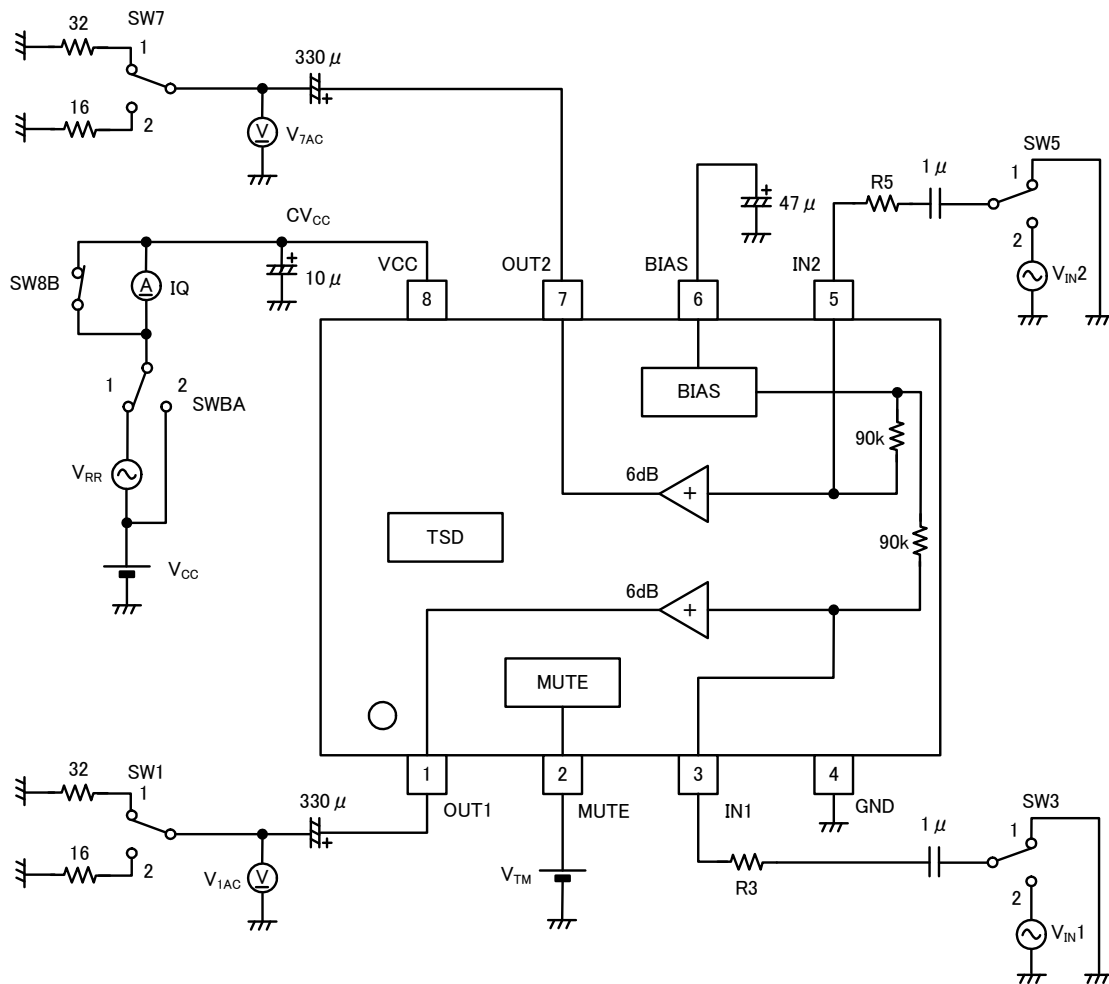 32
SW7
1
330μ
+
16
2
V
V7AC
SW5
1μ
1
R5
+
47μ
2
VIN2
CVCC
+
10μ
SW8B
A
IQ
VCC
OUT2
BIAS
IN2
8
7
6
5
1
2
SWBA
BIAS
90k
VRR
6dB
+
TSD
90k
VCC
6dB
+
MUTE
1
2
3
4
32
SW1
1
330μ
+
OUT1
MUTE
IN1
GND
SW3
1μ
1
16
2
V
V1AC
VTM
R3
2
VIN1